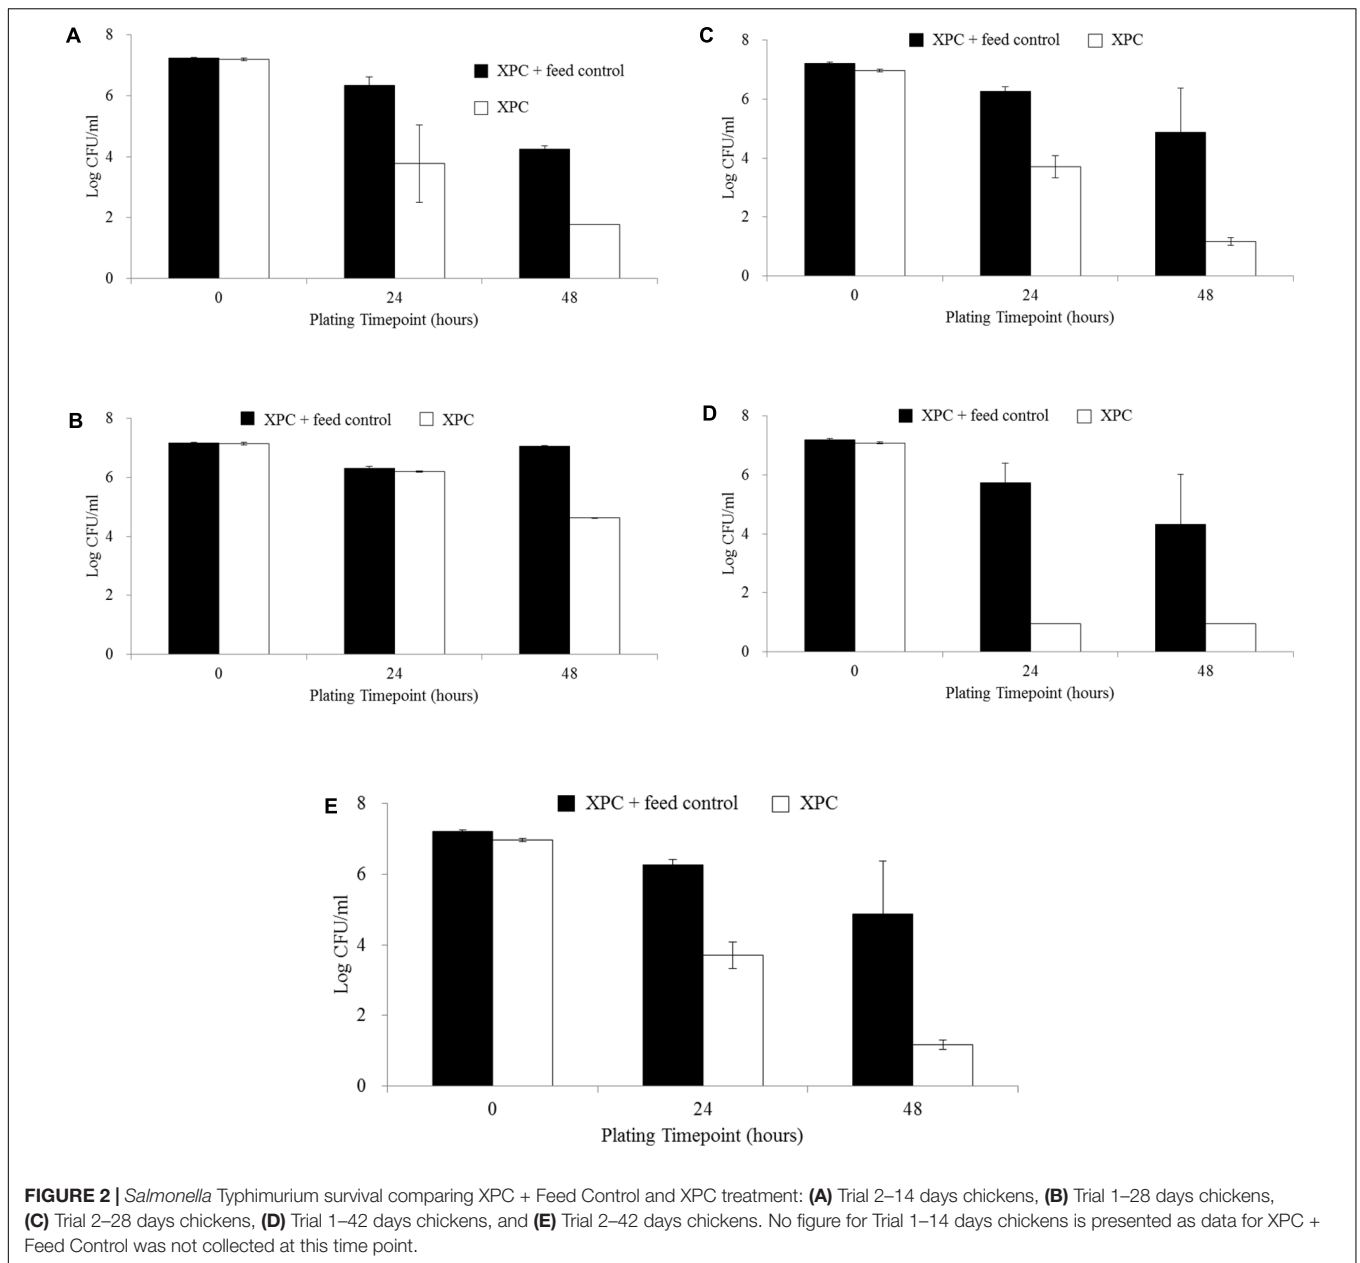 A
8
6
4
2
0
Log CFU/ml
XPC + feed control
XPC
0 24 48
Plating Timepoint (hours)
C
8
6
4
2
0
Log CFU/ml
XPC + feed control XPC
0 24 48
Plating Timepoint (hours)
B
8
6
4
2
0
Log CFU/ml
XPC + feed control XPC
0 24 48
Plating Timepoint (hours)
D
8
6
4
2
0
Log CFU/ml
XPC + feed control XPC
0 24 48
Plating Timepoint (hours)
E
8
6
4
2
0
Log CFU/ml
XPC + feed control XPC
0 24 48
Plating Timepoint (hours)
FIGURE 2 | Salmonella Typhimurium survival comparing XPC + Feed Control and XPC treatment: (A) Trial 2–14 days chickens, (B) Trial 1–28 days chickens,
(C) Trial 2–28 days chickens, (D) Trial 1–42 days chickens, and (E) Trial 2–42 days chickens. No figure for Trial 1–14 days chickens is presented as data for XPC +
Feed Control was not collected at this time point.